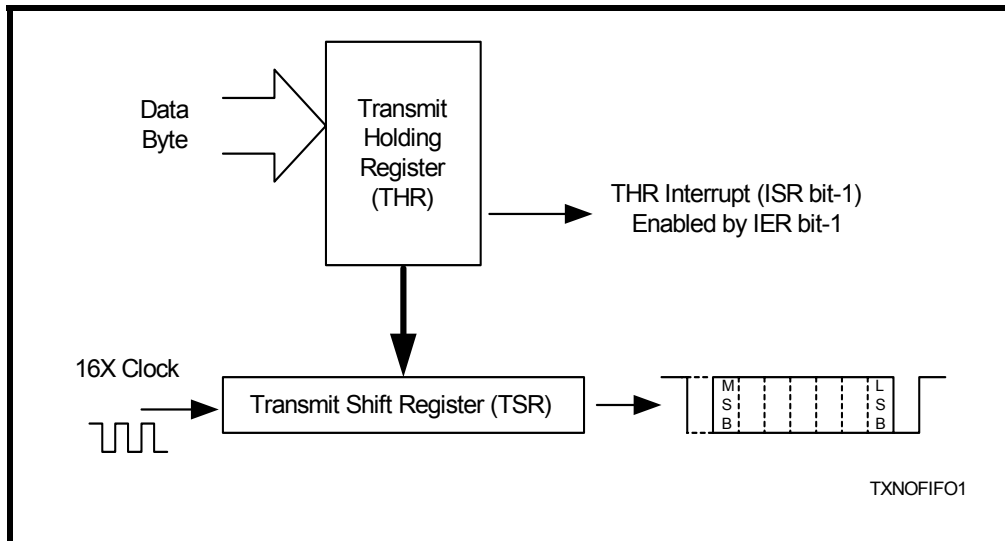 Data
Byte
Transmit
Holding
Register
(THR)
THR Interrupt (ISR bit-1)
Enabled by IER bit-1
16X Clock
Transmit Shift Register (TSR)
M
S
B
L
S
B
TXNOFIFO1